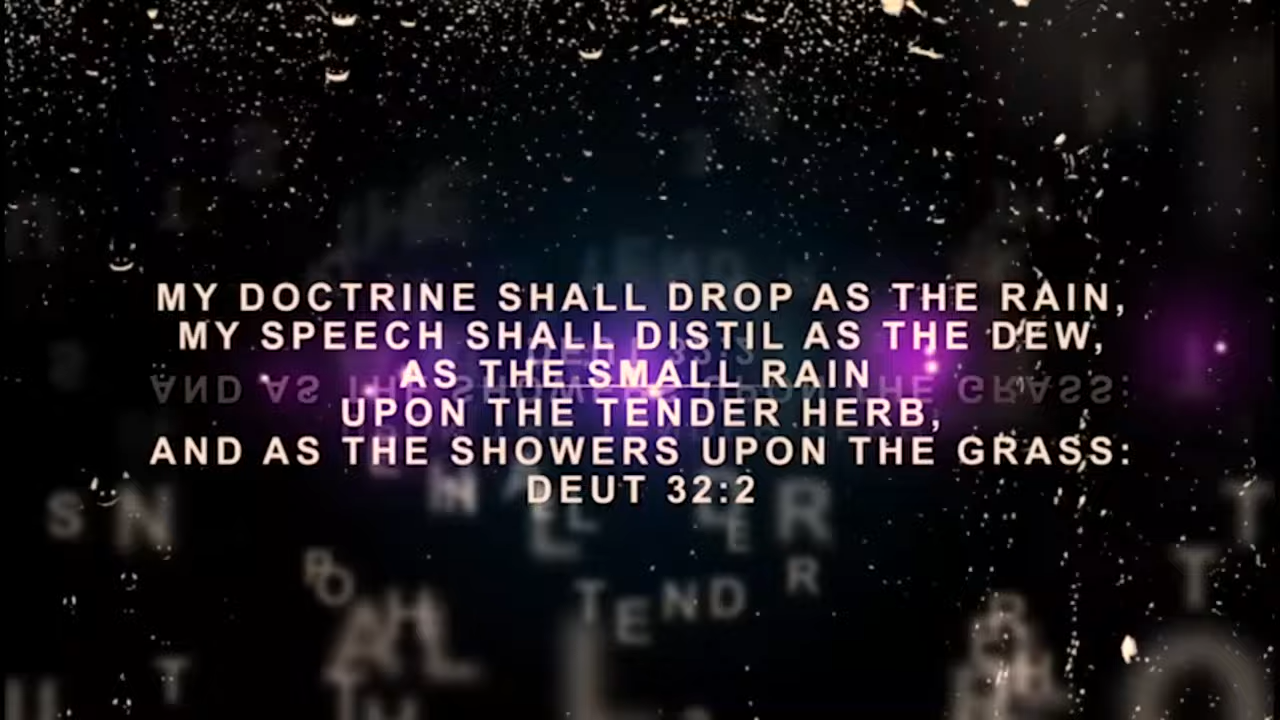 MY DOCTRINE SHALL DROP AS THE RAIN,
MY SPEECH SHALL DISTIL AS THE DEW,
AS THE SMALL RAIN
UPON THE TENDER HERB,
AND AS THE SHOWERS UPON THE GRASS:
DEUT 32:2